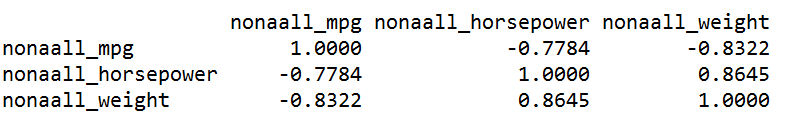 nonaall_mpg nonaall_horsepower nonaall_weight
nonaall_mpg 1.0000 -0.7784 -0.8322
nonaall_horsepower -0.7784 1.0000 0.8645
nonaall_weight -0.8322 0.8645 1.0000